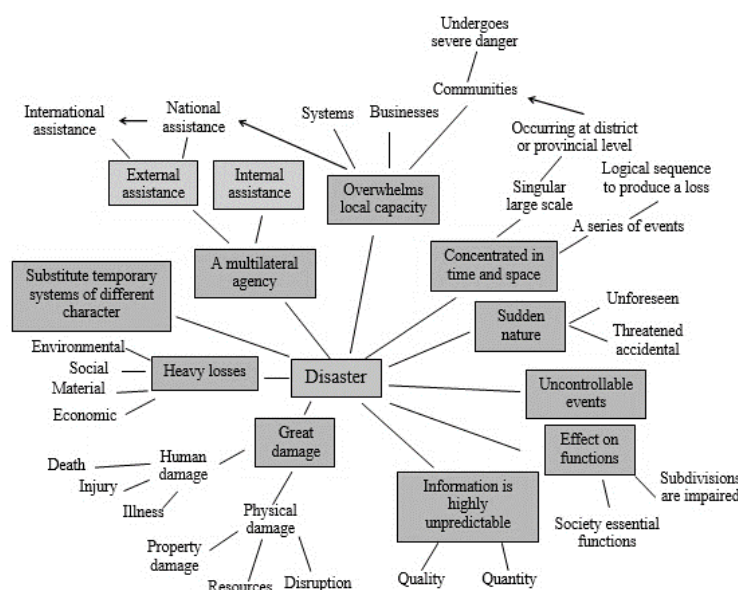 Undergoes
severe danger
Communities
International
assistance
National
assistance
Systems
Businesses
Occurring at district
or provincial level
External
assistance
Internal
assistance
Overwhelms
local capacity
Singular
large scale
Logical sequence
to produce a loss
A series of events
Substitute temporary
systems of different
character
A multilateral
agency
Concentrated in
time and space
Sudden
nature
Unforeseen
Threatened
accidental
Environmental
Social
Material
Economic
Heavy losses
Disaster
Uncontrollable
events
Great
damage
Effect on
functions
Death
Injury
Illness
Human
damage
Information is
highly
unpredictable
Subdivisions
are impaired
Physical
damage
Society essential
functions
Property
damage
Resources
Disruption
Quality
Quantity